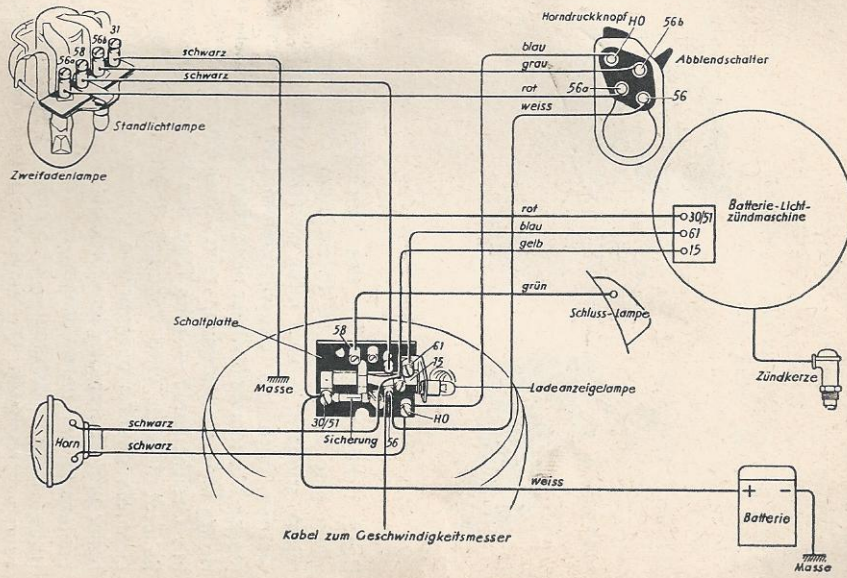 56a
58
56b
31
schwarz
schwarz
Standlichtlampe
Zweifadenlampe
Horndruckknopf
HO
56b
Abblendschalter
56a
56
blau
grau
rot
weiss
rot
blau
gelb
30/51
61
15
Batterie-Licht-
zündmaschine
grün
Schluss-Lampe
Zündkerze
Schaltplatte
58
61
15
Ladeanzeigelampe
HO
Masse
30/51
Sicherung
56
Horn
schwarz
schwarz
weiss
+ -
Batterie
Masse
Kabel zum Geschwindigkeitsmesser